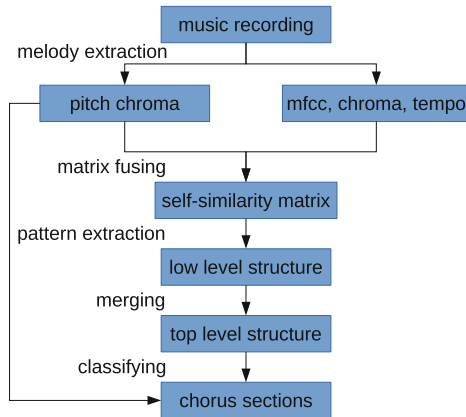 music recording
melody extraction
pitch chroma
mfcc, chroma, tempo
matrix fusing
self-similarity matrix
pattern extraction
low level structure
merging
top level structure
classifying
chorus sections